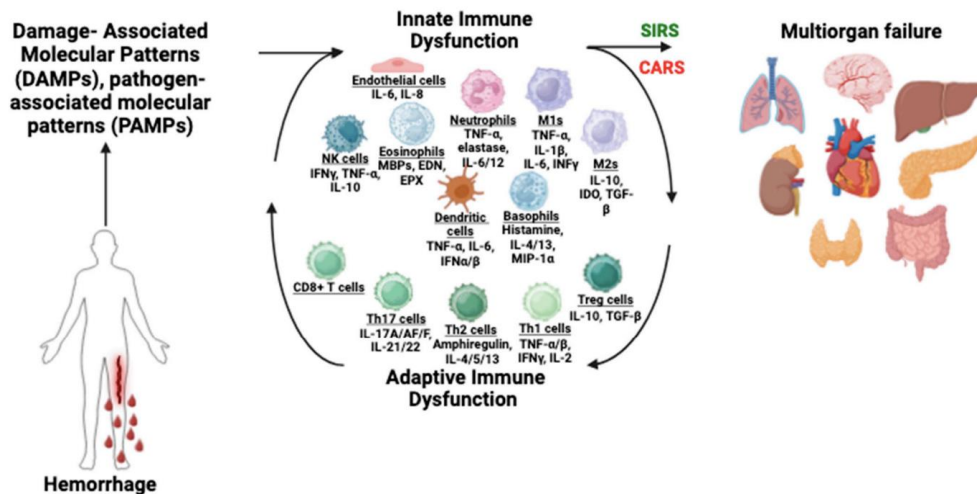 Damage- Associated
Molecular Patterns
(DAMPs), pathogen-
associated molecular
patterns (PAMPs)
Hemorrhage
Innate Immune
Dysfunction
SIRS
CARS
Endothelial cells
IL-6, IL-8
NK cells
IFNγ, TNF-α,
IL-10
Eosinophils
MBPs, EDN,
EPX
Neutrophils
TNF-α,
elastase,
IL-6/12
M1s
TNF-α,
IL-1β,
IL-6, INFγ
M2s
IL-10,
IDO, TGF-
β
Dendritic
cells
TNF-α, IL-6,
IFNα/β
Basophils
Histamine,
IL-4/13,
MIP-1α
CD8+ T cells
Th17 cells
IL-17A/AF/F,
IL-21/22
Th2 cells
Amphiregulin,
IL-4/5/13
Th1 cells
TNF-α/β,
IFNγ, IL-2
Treg cells
IL-10, TGF-β
Adaptive Immune
Dysfunction
Multiorgan failure